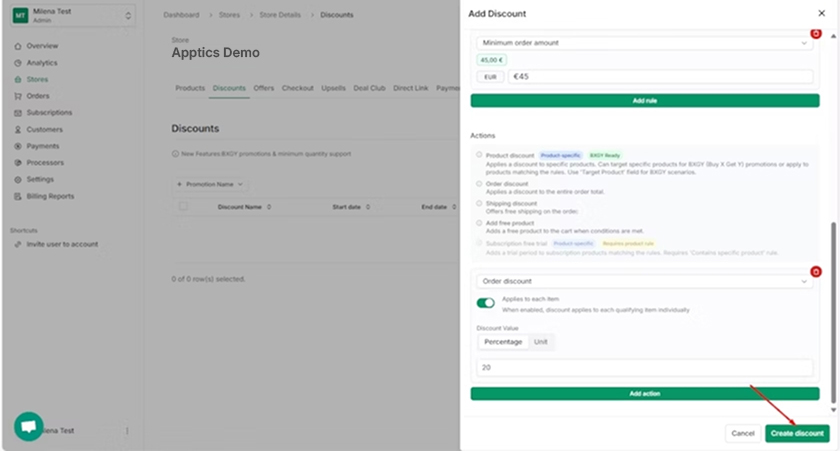 MT
Milena Test
Admin
Overview
Analytics
Stores
Orders
Subscriptions
Customers
Payments
Processors
Settings
Billing Reports
Shortcuts
Invite user to account
ilena Test
Dashboard > Stores > Store Details > Discounts
Store
Apptics Demo
Products Discounts Offers Checkout Upsells Deal Club Direct Link Payme
Discounts
New Features: BXGY promotions & minimum quantity support
+ Promotion Name
Discount Name Start date End date
0 of 0 row(s) selected.
Add Discount
Minimum order amount
45,00 €
EUR €45
Add rule
Actions
Product discount Product-specific BXGY Ready
Applies a discount to specific products. Can target specific products for BXGY (Buy X Get Y) promotions or apply to
products matching the rules. Use 'Target Product' field for BXGY scenarios.
Order discount
Applies a discount to the entire order total.
Shipping discount
Offers free shipping on the order.
Add free product
Adds a free product to the cart when conditions are met.
Subscription free trial Product-specific Requires product rule
Adds a trial period to subscription products matching the rules. Requires 'Contains specific product' rule.
Order discount
Applies to each item
When enabled, discount applies to each qualifying item individually
Discount Value
Percentage Unit
20
Add action
Cancel Create discount